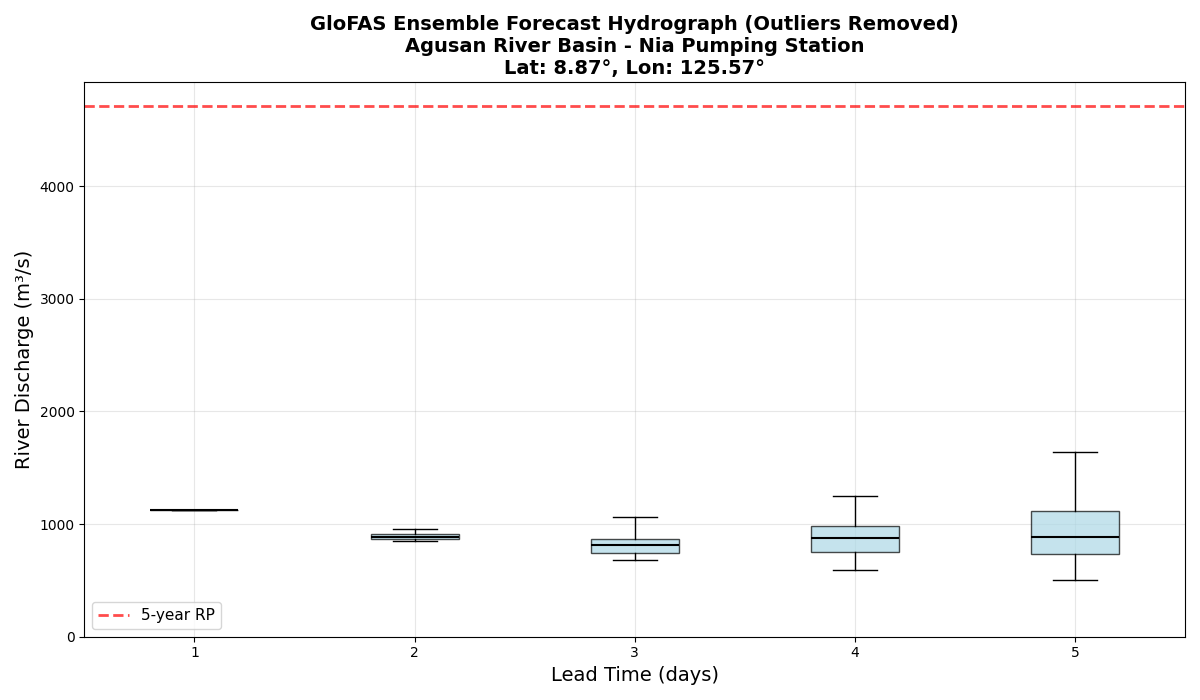 GloFAS Ensemble Forecast Hydrograph (Outliers Removed)
Agusan River Basin - Nia Pumping Station
Lat: 8.87°, Lon: 125.57°
River Discharge (m³/s)
4000
3000
2000
1000
0
5-year RP
1 2 3 4 5
Lead Time (days)